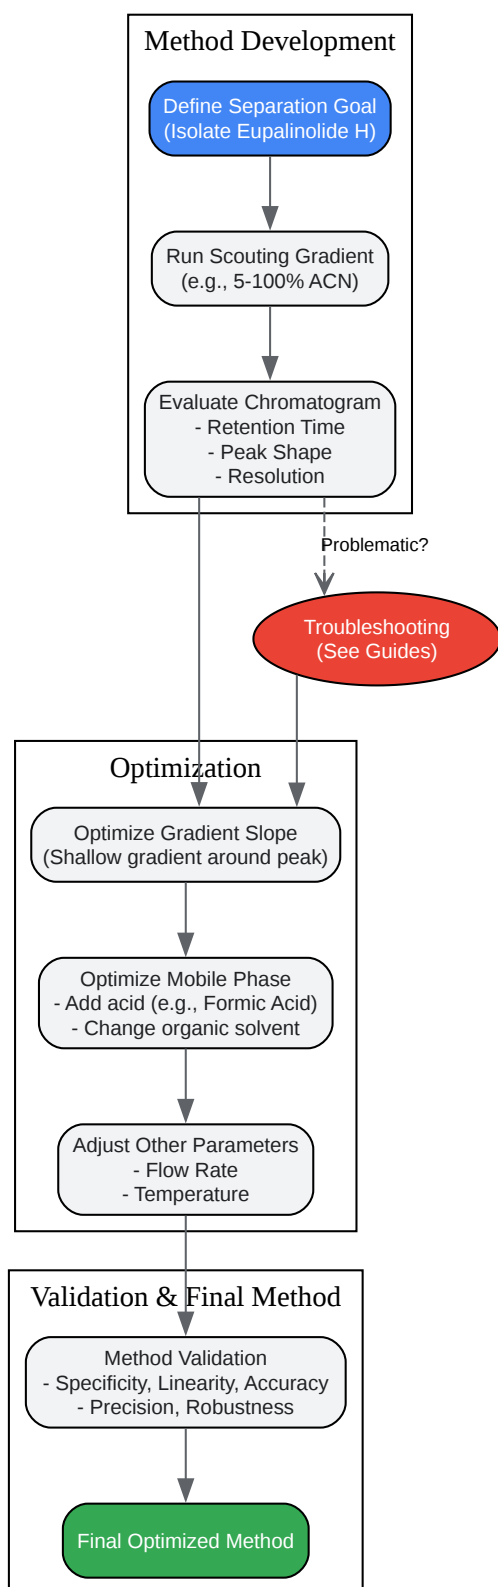 Method Development
Define Separation Goal
(Isolate Eupalinolide H)
Run Scouting Gradient
(e.g., 5-100% ACN)
Evaluate Chromatogram
- Retention Time
- Peak Shape
- Resolution
Problematic?
Troubleshooting
(See Guides)
Optimization
Optimize Gradient Slope
(Shallow gradient around peak)
Optimize Mobile Phase
- Add acid (e.g., Formic Acid)
- Change organic solvent
Adjust Other Parameters
- Flow Rate
- Temperature
Validation & Final Method
Method Validation
- Specificity, Linearity, Accuracy
- Precision, Robustness
Final Optimized Method